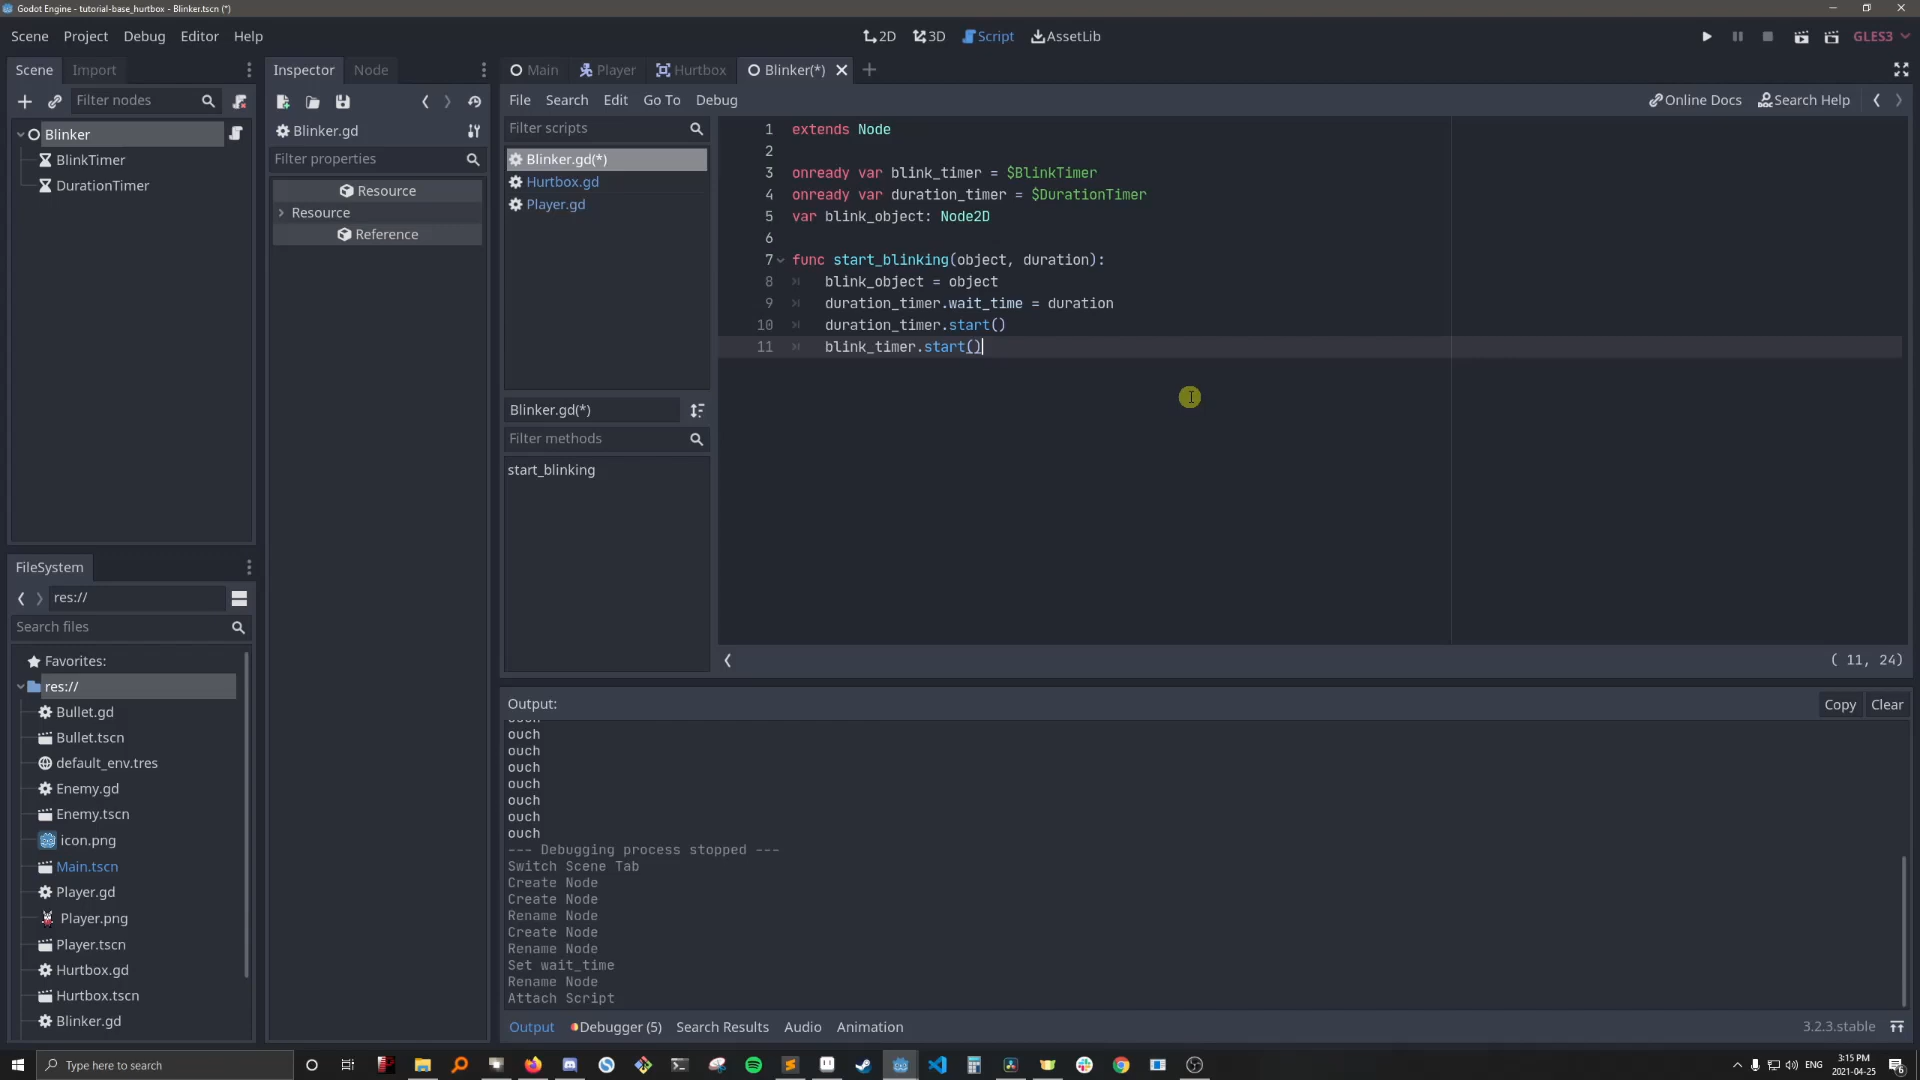 Godot Engine - tutorial-base_hurtbox - Blinker.tscn (*)
Scene Project Debug Editor Help
2D 3D Script AssetLib
GLES3
Scene Import
Filter nodes
Blinker
BlinkTimer
DurationTimer
Inspector Node
Blinker.gd
Filter properties
Resource
Resource
Reference
Main Player Hurtbox Blinker(*)
File Search Edit Go To Debug
Online Docs Search Help
Filter scripts
Blinker.gd(*)
Hurtbox.gd
Player.gd
Blinker.gd(*)
Filter methods
start_blinking
1 extends Node
2
3 onready var blink_timer = $BlinkTimer
4 onready var duration_timer = $DurationTimer
5 var blink_object: Node2D
6
7 func start_blinking(object, duration):
8 blink_object = object
9 duration_timer.wait_time = duration
10 duration_timer.start()
11 blink_timer.start()
( 11, 24)
FileSystem
res://
Search files
Favorites:
res://
Bullet.gd
Bullet.tscn
default_env.tres
Enemy.gd
Enemy.tscn
icon.png
Main.tscn
Player.gd
Player.png
Player.tscn
Hurtbox.gd
Hurtbox.tscn
Blinker.gd
Output:
Copy Clear
ouch
ouch
ouch
ouch
ouch
ouch
ouch
ouch
--- Debugging process stopped ---
Switch Scene Tab
Create Node
Create Node
Rename Node
Create Node
Rename Node
Set wait_time
Rename Node
Attach Script
Output Debugger (5) Search Results Audio Animation
3.2.3.stable
Type here to search
ENG
3:15 PM
2021-04-25